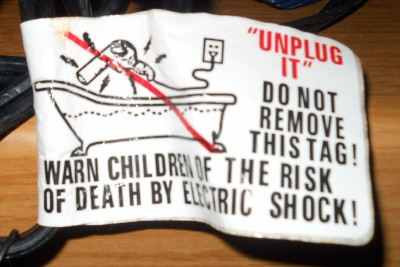 "UNPLUG
IT"
DO NOT
REMOVE
THIS TAG!
WARN CHILDREN OF THE RISK
OF DEATH BY ELECTRIC SHOCK!